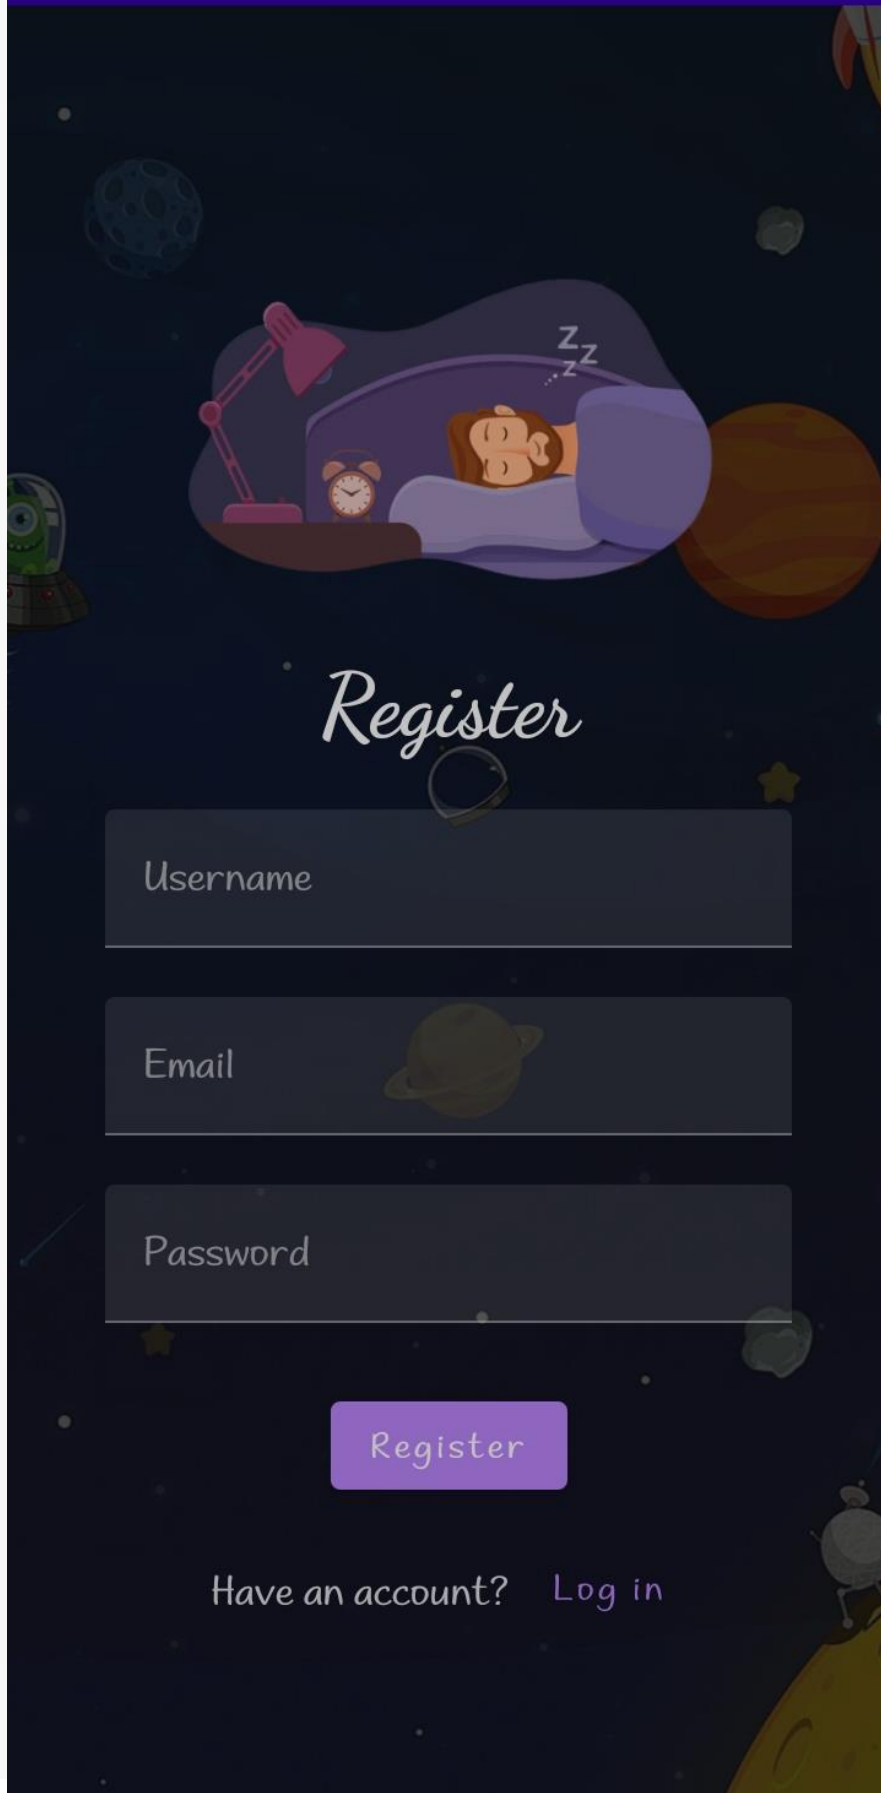 z
z
z
Register
Username
Email
Password
Register
Have an account? Log in